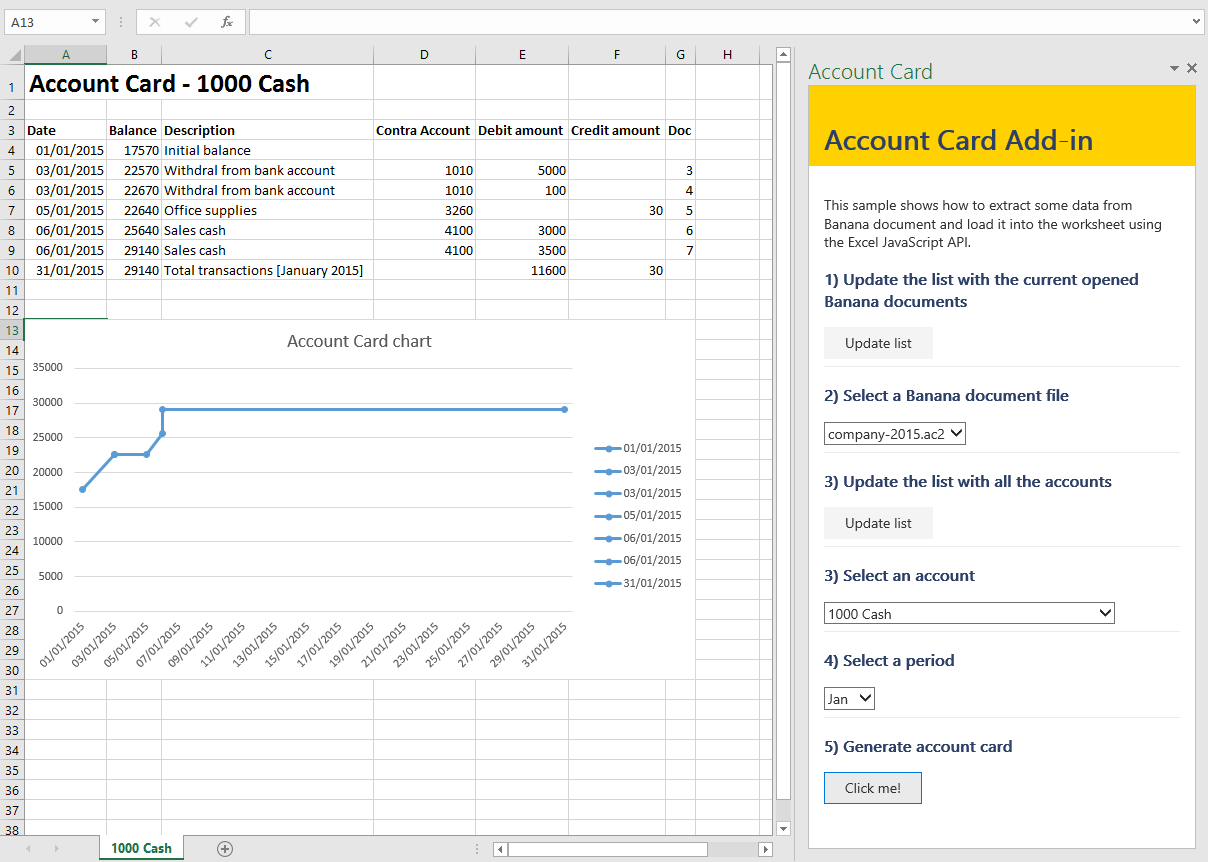 A13
fx
A B C D E F G H
1 Account Card - 1000 Cash
2
3 Date Balance Description Contra Account Debit amount Credit amount Doc
4 01/01/2015 17570 Initial balance
5 03/01/2015 22570 Withdral from bank account 1010 5000 3
6 03/01/2015 22670 Withdral from bank account 1010 100 4
7 05/01/2015 22640 Office supplies 3260 30 5
8 06/01/2015 25640 Sales cash 4100 3000 6
9 06/01/2015 29140 Sales cash 4100 3500 7
10 31/01/2015 29140 Total transactions [January 2015] 11600 30
11
12
13
14
15
16
17
18
19
20
21
22
23
24
25
26
27
28
29
30
31
32
33
34
35
36
37
38
Account Card chart
35000
30000
25000
20000
15000
10000
5000
0
01/01/2015 03/01/2015 05/01/2015 07/01/2015 09/01/2015 11/01/2015 13/01/2015 15/01/2015 17/01/2015 19/01/2015 21/01/2015 23/01/2015 25/01/2015 27/01/2015 29/01/2015 31/01/2015
01/01/2015
03/01/2015
03/01/2015
05/01/2015
06/01/2015
06/01/2015
31/01/2015
1000 Cash
Account Card
Account Card Add-in
This sample shows how to extract some data from
Banana document and load it into the worksheet using
the Excel JavaScript API.
1) Update the list with the current opened
Banana documents
Update list
2) Select a Banana document file
company-2015.ac2
3) Update the list with all the accounts
Update list
3) Select an account
1000 Cash
4) Select a period
Jan
5) Generate account card
Click me!